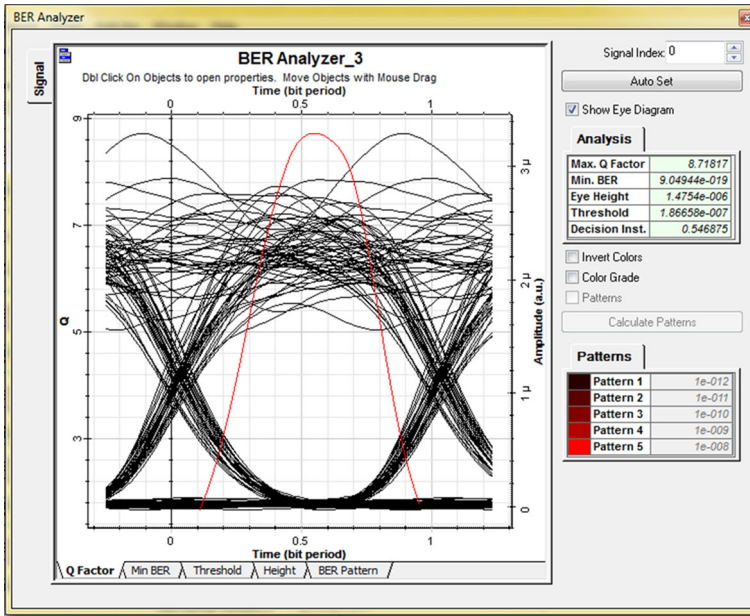 BER Analyzer
Signal
BER Analyzer_3
Dbl Click On Objects to open properties. Move Objects with Mouse Drag
Time (bit period)
0 0.5 1
9
7
5
3
Q
3 µ
2 µ
1 µ
0
Amplitude (a.u.)
0 0.5 1
Time (bit period)
Q Factor Min BER Threshold Height BER Pattern
Signal Index: 0
Auto Set
Show Eye Diagram
Analysis
Max. Q Factor 8.71817
Min. BER 9.04944e-019
Eye Height 1.4754e-006
Threshold 1.86658e-007
Decision Inst. 0.546875
Invert Colors
Color Grade
Patterns
Calculate Patterns
Patterns
Pattern 1 1e-012
Pattern 2 1e-011
Pattern 3 1e-010
Pattern 4 1e-009
Pattern 5 1e-008